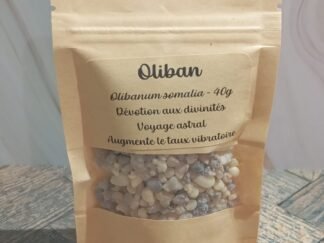 Oliban
Olibanum somalia - 40g
Dévotion aux divinités
Voyage astral
Augmente le taux vibratoire